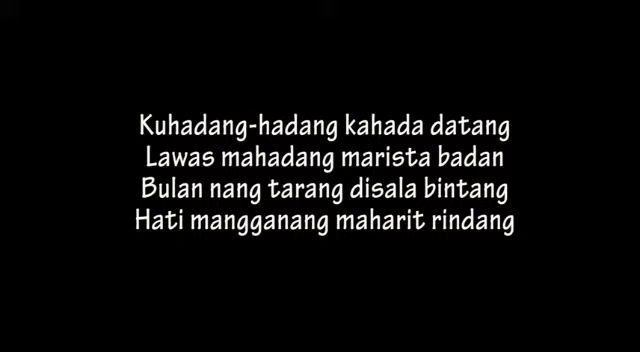 Kuhadang-hadang kahada datang
Lawas mahadang marista badan
Bulan nang tarang disala bintang
Hati mangganang maharit rindang